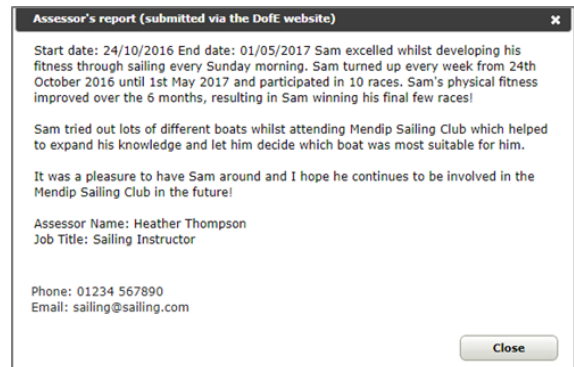 Assessor's report (submitted via the DofE website)
Start date: 24/10/2016 End date: 01/05/2017 Sam excelled whilst developing his
fitness through sailing every Sunday morning. Sam turned up every week from 24th
October 2016 until 1st May 2017 and participated in 10 races. Sam's physical fitness
improved over the 6 months, resulting in Sam winning his final few races!
Sam tried out lots of different boats whilst attending Mendip Sailing Club which helped
to expand his knowledge and let him decide which boat was most suitable for him.
It was a pleasure to have Sam around and I hope he continues to be involved in the
Mendip Sailing Club in the future!
Assessor Name: Heather Thompson
Job Title: Sailing Instructor
Phone: 01234 567890
Email: sailing@sailing.com
Close